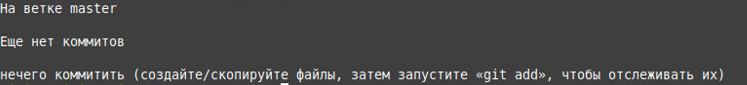 На ветке master
Еще нет коммитов
нечего коммитить (создайте/скопируйте файлы, затем запустите «git add», чтобы отслеживать их)